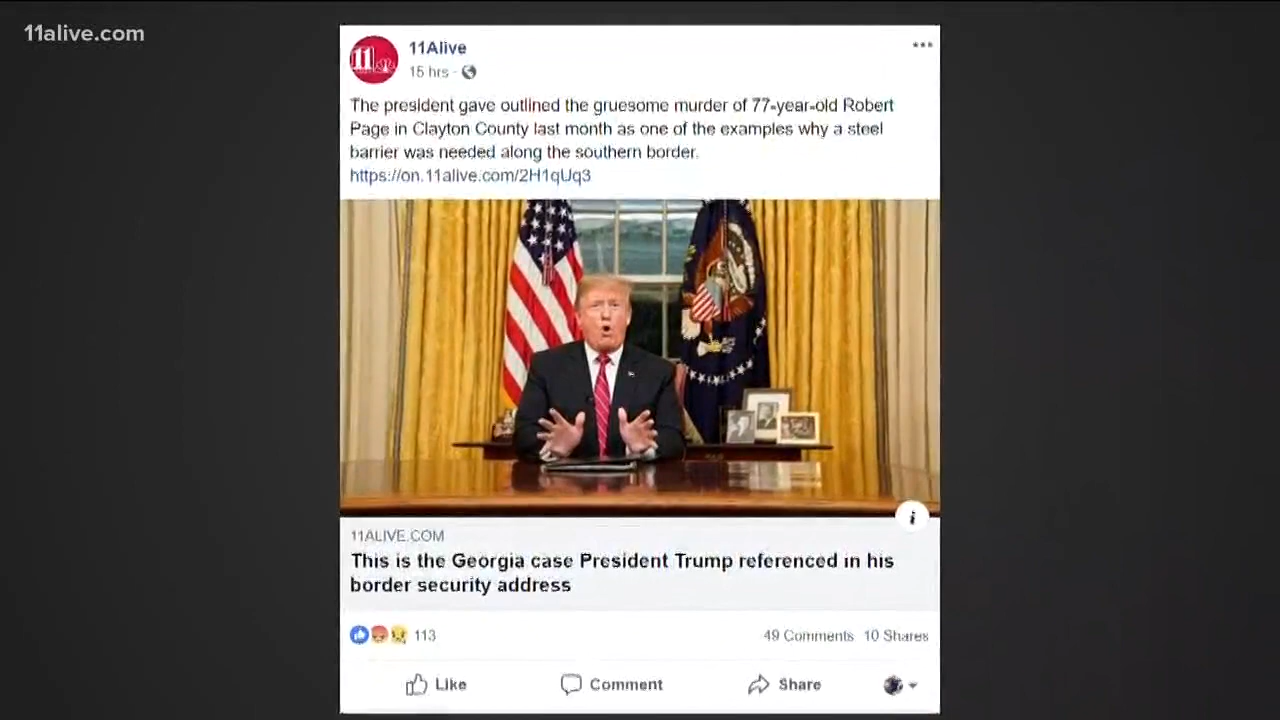 11alive.com
11Alive
15 hrs ·
The president gave outlined the gruesome murder of 77-year-old Robert
Page in Clayton County last month as one of the examples why a steel
barrier was needed along the southern border.
https://on.11alive.com/2H1qUq3
11ALIVE.COM
This is the Georgia case President Trump referenced in his
border security address
113
49 Comments 10 Shares
Like Comment Share